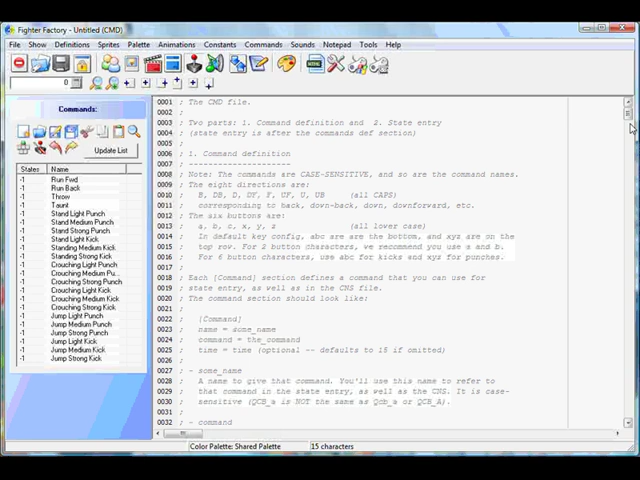 Fighter Factory - Untitled (CMD)
File Show Definitions Sprites Palette Animations Constants Commands Sounds Notepad Tools Help
0
Commands:
Update List
States Name
-1 Run Fwd
-1 Run Back
-1 Throw
-1 Taunt
-1 Stand Light Punch
-1 Stand Medium Punch
-1 Stand Strong Punch
-1 Stand Light Kick
-1 Standing Medium Kick
-1 Standing Strong Kick
-1 Crouching Light Punch
-1 Crouching Medium Pu...
-1 Crouching Strong Punch
-1 Crouching Light Kick
-1 Crouching Medium Kick
-1 Crouching Strong Kick
-1 Jump Light Punch
-1 Jump Medium Punch
-1 Jump Strong Punch
-1 Jump Light Kick
-1 Jump Medium Kick
-1 Jump Strong Kick
0001 ; The CMD file.
0002 ;
0003 ; Two parts: 1. Command definition and 2. State entry
0004 ; (state entry is after the commands def section)
0005 ;
0006 ; 1. Command definition
0007 ; ---------------------
0008 ; Note: The commands are CASE-SENSITIVE, and so are the command names.
0009 ; The eight directions are:
0010 ; B, DB, D, DF, F, UF, U, UB (all CAPS)
0011 ; corresponding to back, down-back, down, downforward, etc.
0012 ; The six buttons are:
0013 ; a, b, c, x, y, z (all lower case)
0014 ; In default key config, abc are are the bottom, and xyz are on the
0015 ; top row. For 2 button characters, we recommend you use a and b.
0016 ; For 6 button characters, use abc for kicks and xyz for punches.
0017 ;
0018 ; Each [Command] section defines a command that you can use for
0019 ; state entry, as well as in the CNS file.
0020 ; The command section should look like:
0021 ;
0022 ; [Command]
0023 ; name = some_name
0024 ; command = the_command
0025 ; time = time (optional -- defaults to 15 if omitted)
0026 ;
0027 ; - some_name
0028 ; A name to give that command. You'll use this name to refer to
0029 ; that command in the state entry, as well as the CNS. It is case-
0030 ; sensitive (QCB_a is NOT the same as Qcb_a or QCB_A).
0031 ;
0032 ; - command
Color Palette: Shared Palette 15 characters